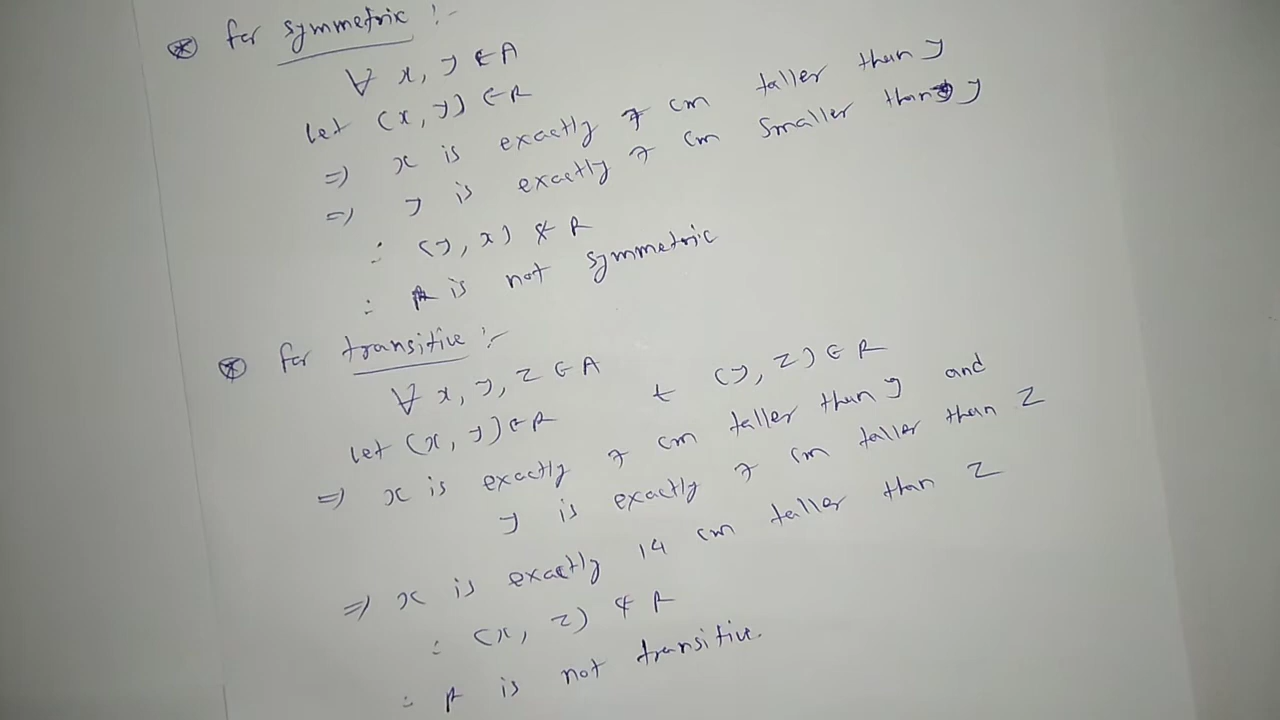 ⊛ for symmetric :-
∀ x, y ∈ A
let (x, y) ∈ R
⇒ x is exactly 7 cm taller than y
⇒ y is exactly 7 cm smaller than y
∴ (y, x) ∉ R
∴ R is not symmetric
⊛ for transitive :-
∀ x, y, z ∈ A
let (x, y) ∈ R & (y, z) ∈ R
⇒ x is exactly 7 cm taller than y and
y is exactly 7 cm taller than z
⇒ x is exactly 14 cm taller than z
∴ (x, z) ∉ R
∴ R is not transitive.